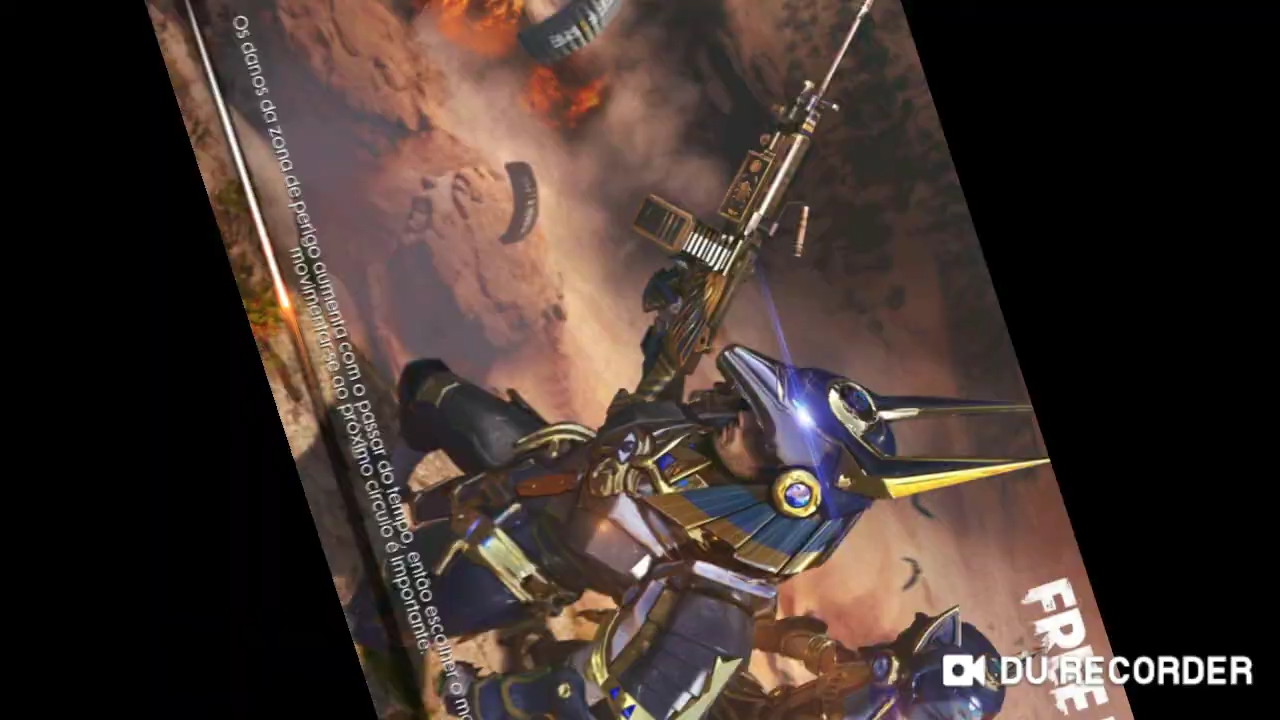 FREE
Os danos da zona de perigo aumenta com o passar do tempo, então escolher o
movimentar-se ao próximo círculo é importante.
DU RECORDER